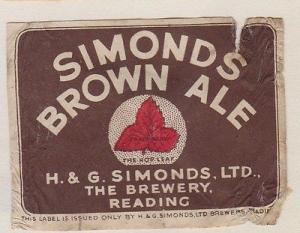 SIMONDS
BROWN ALE
THE HOP LEAF
H. & G. SIMONDS, LTD.,
THE BREWERY,
READING
THIS LABEL IS ISSUED ONLY BY H & G. SIMONDS, LTD BREWERS